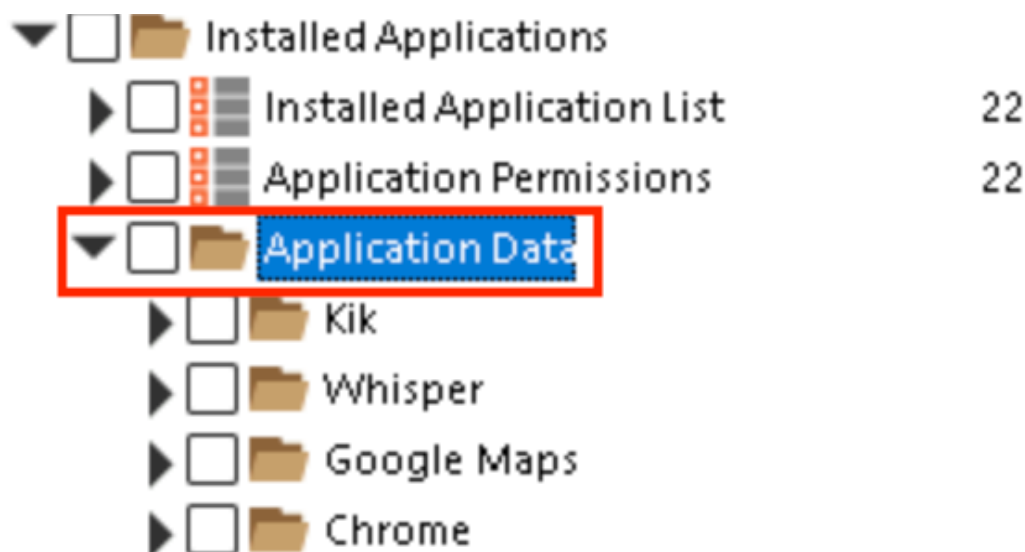 Installed Applications
Installed Application List 22
Application Permissions 22
Application Data
Kik
Whisper
Google Maps
Chrome